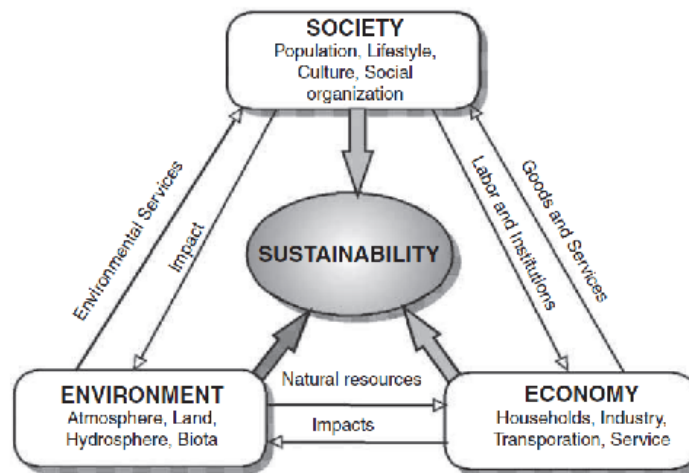 SOCIETY
Population, Lifestyle,
Culture, Social
organization
Environmental Services
Impact
Labor and Institutions
Goods and Services
SUSTAINABILITY
ENVIRONMENT
Atmosphere, Land,
Hydrosphere, Biota
Natural resources
Impacts
ECONOMY
Households, Industry,
Transporation, Service